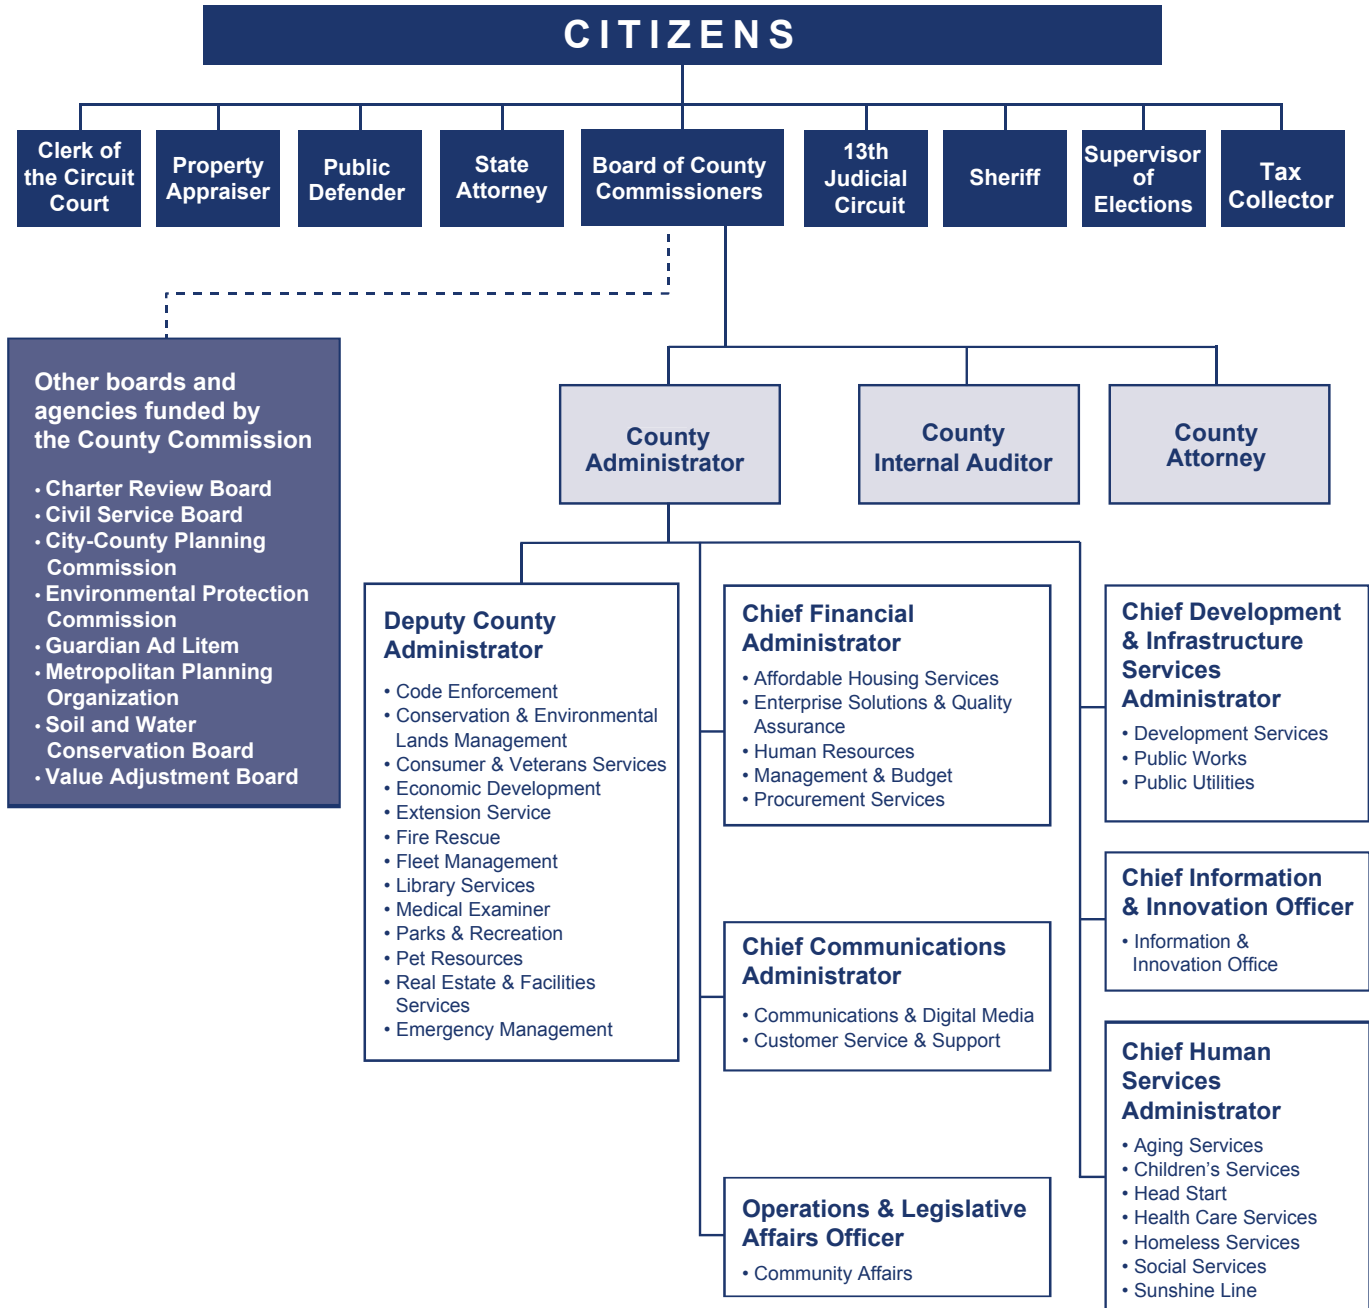 CITIZENS
Clerk of
the Circuit
Court
Property
Appraiser
Public
Defender
State
Attorney
Board of County
Commissioners
13th
Judicial
Circuit
Sheriff
Supervisor
of
Elections
Tax
Collector
Other boards and
agencies funded by
the County Commission
• Charter Review Board
• Civil Service Board
• City-County Planning
Commission
• Environmental Protection
Commission
• Guardian Ad Litem
• Metropolitan Planning
Organization
• Soil and Water
Conservation Board
• Value Adjustment Board
County
Administrator
County
Internal Auditor
County
Attorney
Deputy County
Administrator
• Code Enforcement
• Conservation & Environmental
Lands Management
• Consumer & Veterans Services
• Economic Development
• Extension Service
• Fire Rescue
• Fleet Management
• Library Services
• Medical Examiner
• Parks & Recreation
• Pet Resources
• Real Estate & Facilities
Services
• Emergency Management
Chief Financial
Administrator
• Affordable Housing Services
• Enterprise Solutions & Quality
Assurance
• Human Resources
• Management & Budget
• Procurement Services
Chief Communications
Administrator
• Communications & Digital Media
• Customer Service & Support
Operations & Legislative
Affairs Officer
• Community Affairs
Chief Development
& Infrastructure
Services
Administrator
• Development Services
• Public Works
• Public Utilities
Chief Information
& Innovation Officer
• Information &
Innovation Office
Chief Human
Services
Administrator
• Aging Services
• Children’s Services
• Head Start
• Health Care Services
• Homeless Services
• Social Services
• Sunshine Line